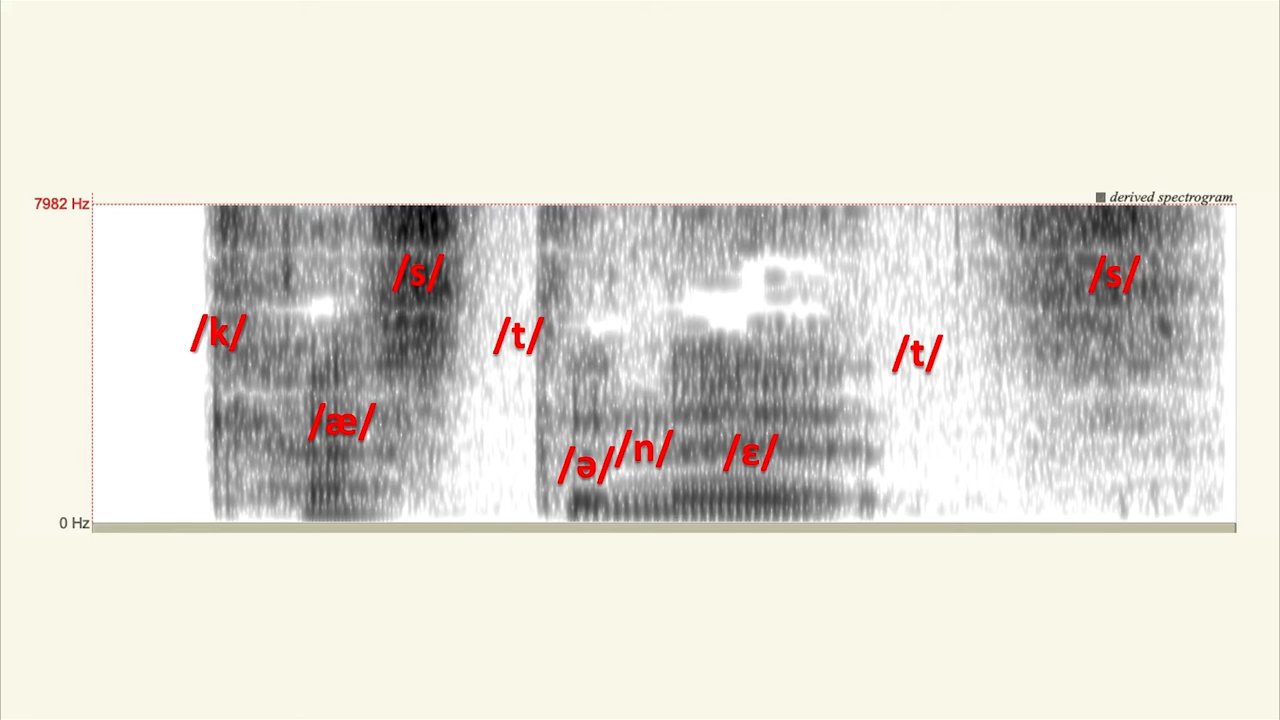 7982 Hz
derived spectrogram
/k/
/æ/
/s/
/t/
/ə/
/n/
/ɛ/
/t/
/s/
0 Hz